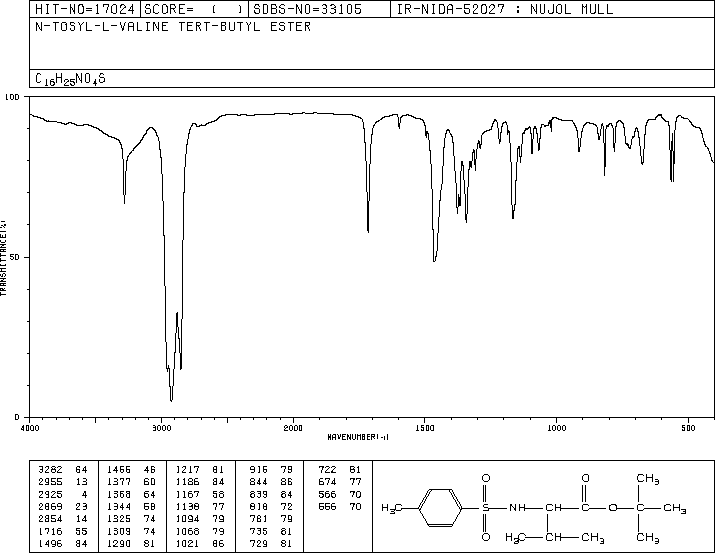 HIT-NO=17024 SCORE= ( ) SDBS-NO=33105 IR-NIDA-52027 : NUJOL MULL
N-TOSYL-L-VALINE TERT-BUTYL ESTER
C16H25NO4S
100
50
0
TRANSMITTANCE(%)
4000 3000 2000 1500 1000 500
WAVENUMBER(-1)
3282 64 1466 46 1217 81 916 79 722 81
2955 13 1377 60 1186 84 844 86 674 77
2925 4 1368 64 1167 58 839 84 566 70
2869 23 1344 58 1138 77 818 72 556 70
2854 14 1325 74 1094 79 781 79
1716 55 1309 74 1068 79 735 81
1496 84 1290 81 1021 86 729 81
O O CH3
H3C S NH CH C O C CH3
O H3C CH CH3 CH3